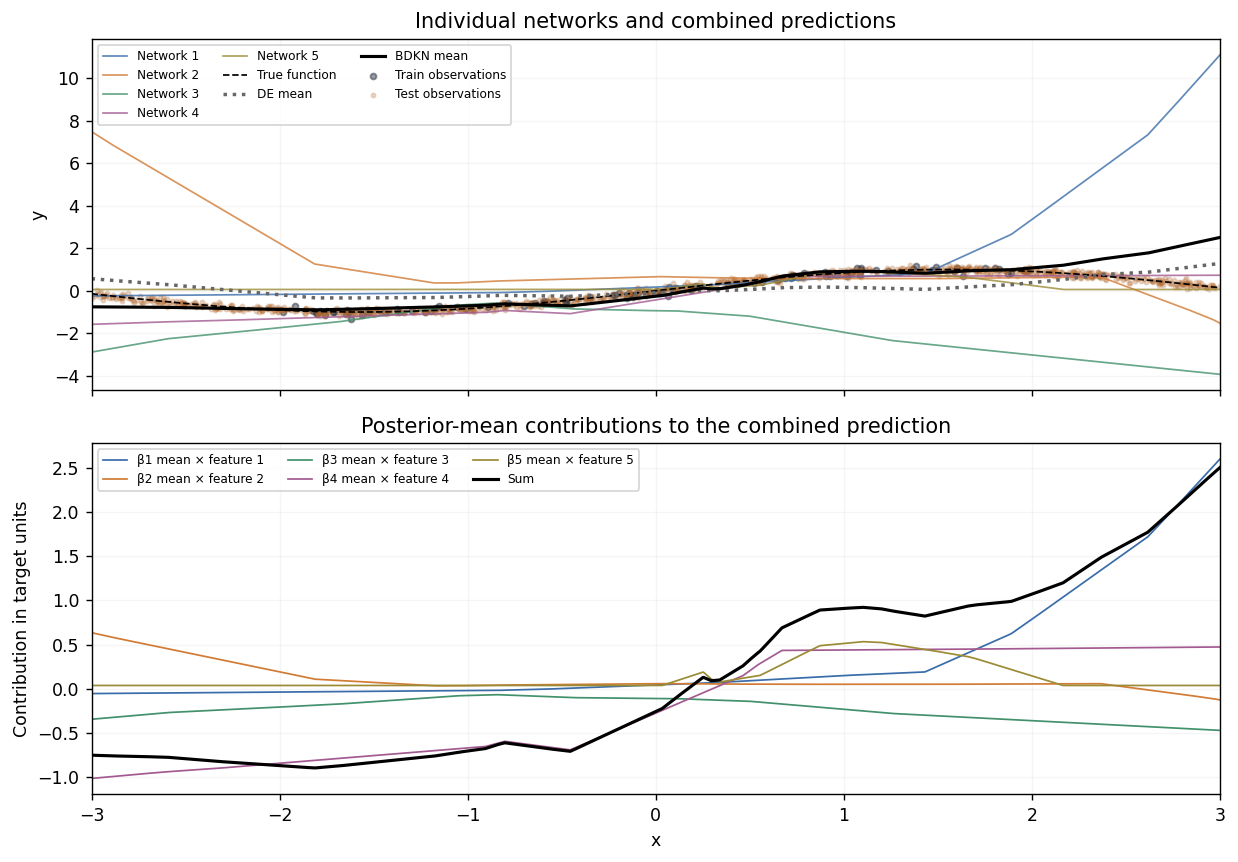 Individual networks and combined predictions
Network 1
Network 2
Network 3
Network 4
Network 5
True function
DE mean
BDKN mean
Train observations
Test observations
y
10
8
6
4
2
0
−2
−4
Posterior-mean contributions to the combined prediction
β1 mean × feature 1
β2 mean × feature 2
β3 mean × feature 3
β4 mean × feature 4
β5 mean × feature 5
Sum
Contribution in target units
2.5
2.0
1.5
1.0
0.5
0.0
−0.5
−1.0
−3
−2
−1
0
1
2
3
x